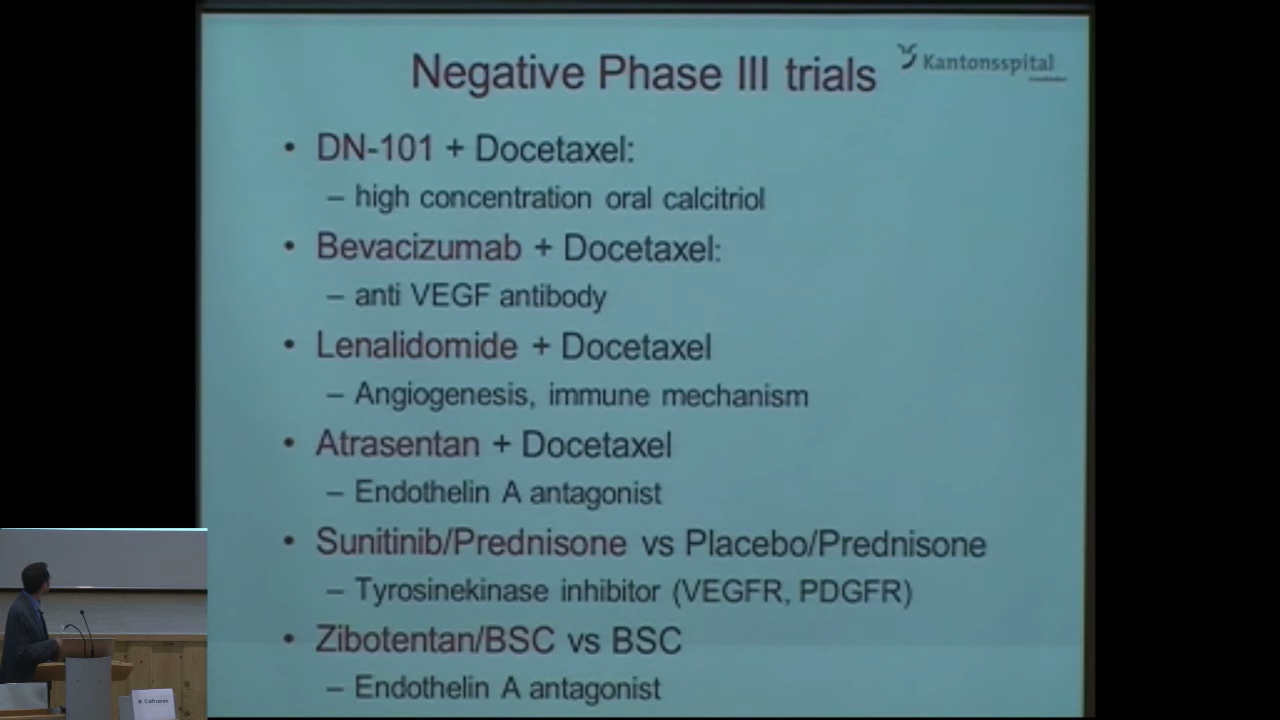 Negative Phase III trials
Kantonsspital
• DN-101 + Docetaxel:
– high concentration oral calcitriol
• Bevacizumab + Docetaxel:
– anti VEGF antibody
• Lenalidomide + Docetaxel
– Angiogenesis, immune mechanism
• Atrasentan + Docetaxel
– Endothelin A antagonist
• Sunitinib/Prednisone vs Placebo/Prednisone
– Tyrosinekinase inhibitor (VEGFR, PDGFR)
• Zibotentan/BSC vs BSC
– Endothelin A antagonist